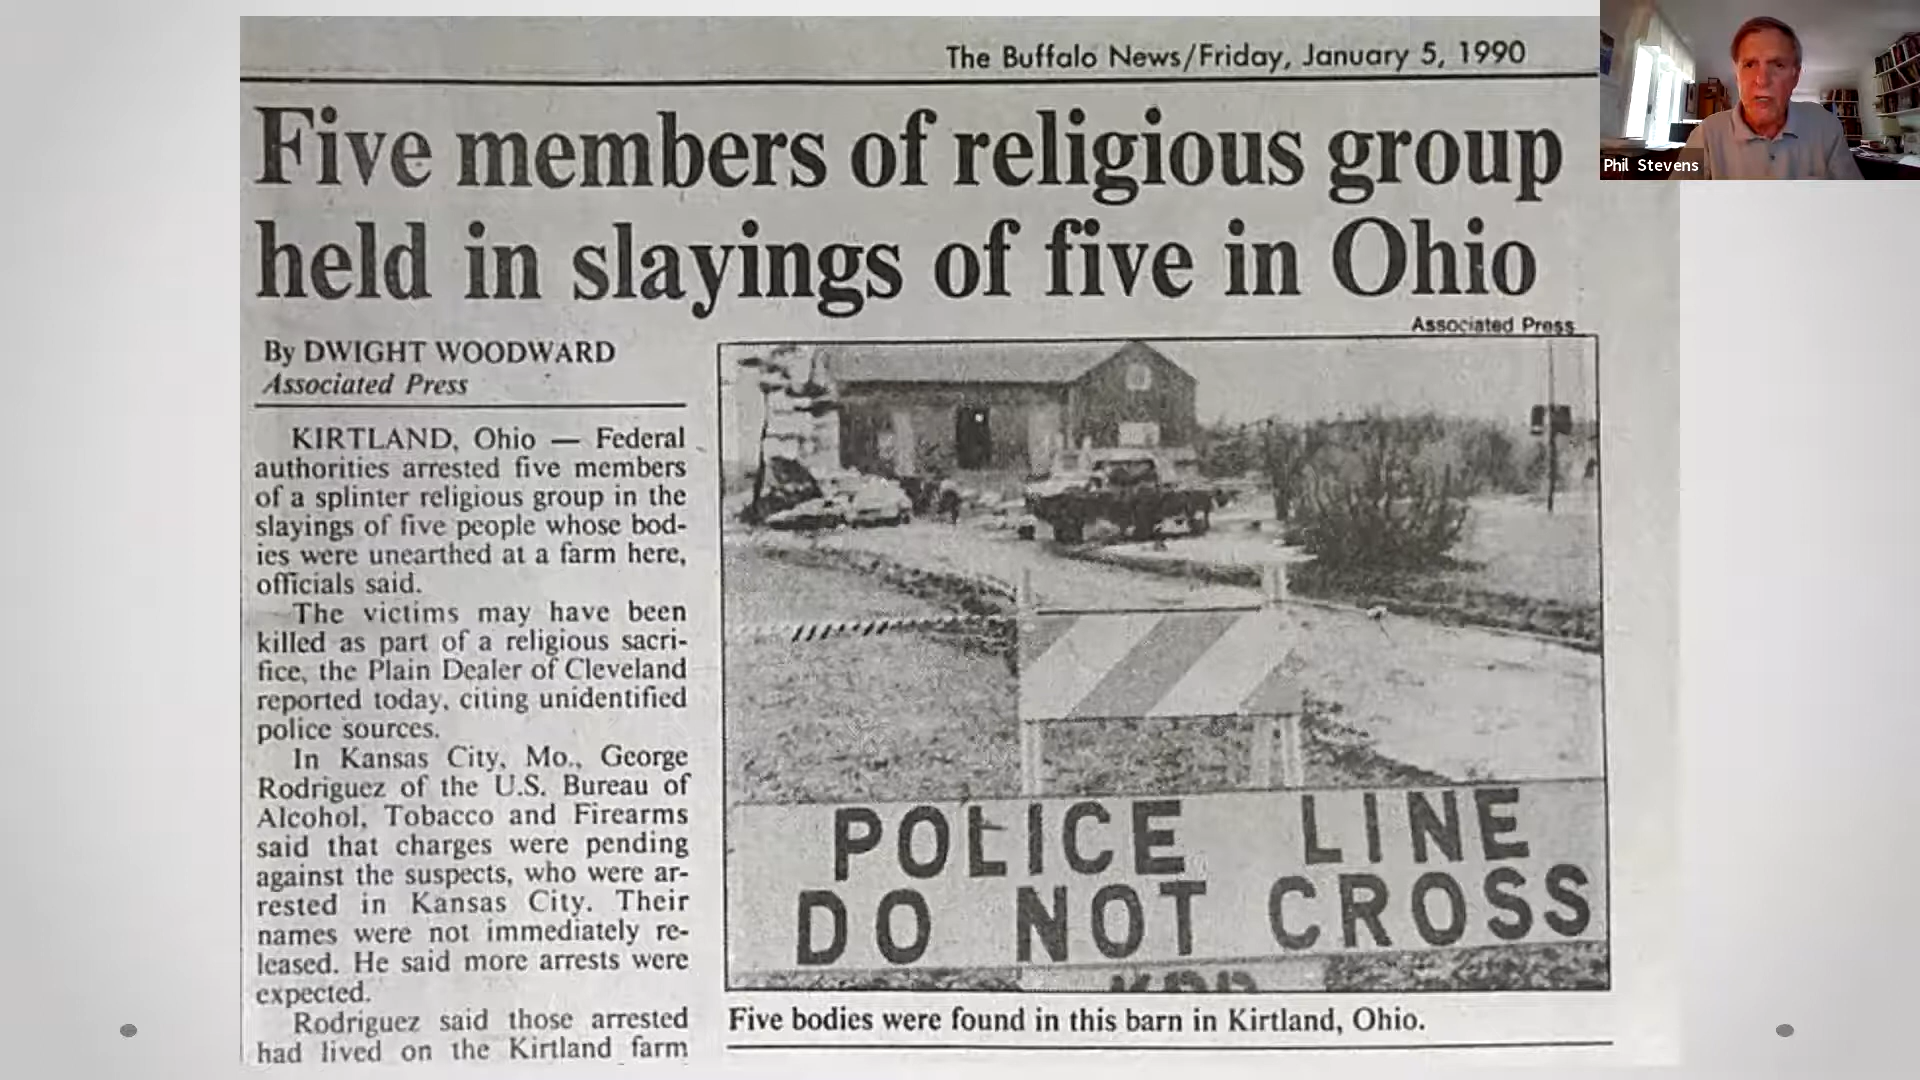 The Buffalo News/Friday, January 5, 1990
Phil Stevens
Five members of religious group
held in slayings of five in Ohio
Associated Press
By DWIGHT WOODWARD
Associated Press
KIRTLAND, Ohio — Federal
authorities arrested five members
of a splinter religious group in the
slayings of five people whose bod-
ies were unearthed at a farm here,
officials said.
The victims may have been
killed as part of a religious sacri-
fice, the Plain Dealer of Cleveland
reported today, citing unidentified
police sources.
In Kansas City, Mo., George
Rodriguez of the U.S. Bureau of
Alcohol, Tobacco and Firearms
said that charges were pending
against the suspects, who were ar-
rested in Kansas City. Their
names were not immediately re-
leased. He said more arrests were
expected.
Rodriguez said those arrested
had lived on the Kirtland farm
POLICE LINE
DO NOT CROSS
Five bodies were found in this barn in Kirtland, Ohio.